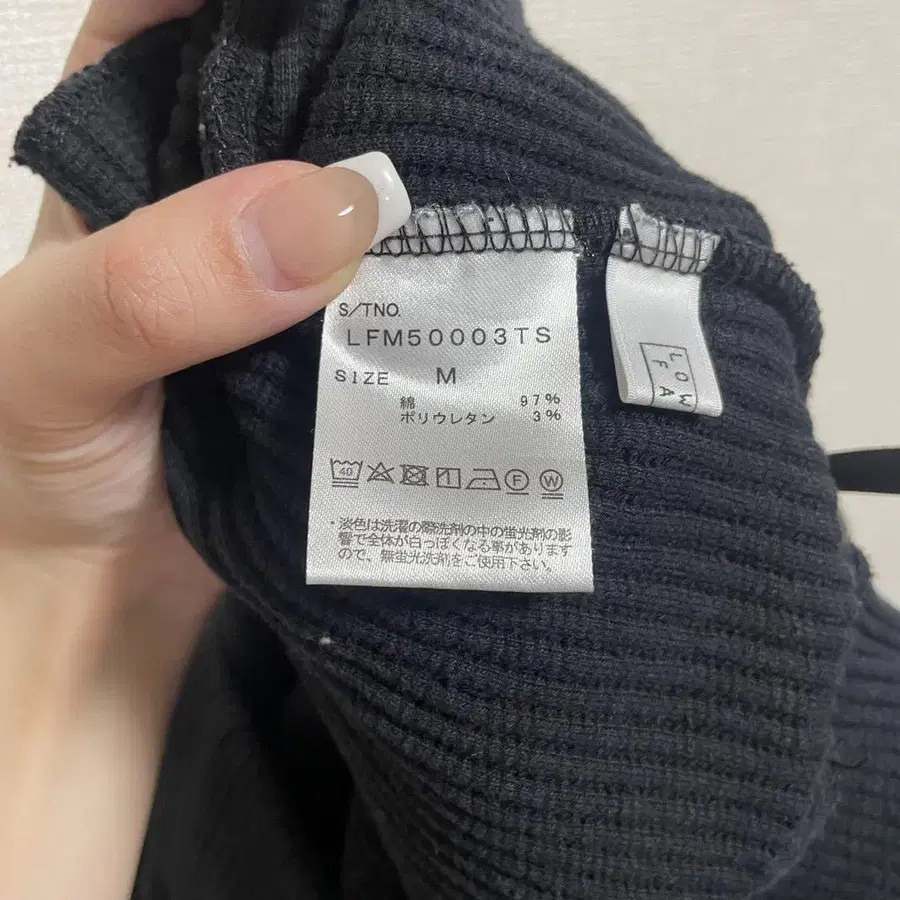 S/TNO.
LFM50003TS
SIZE M
綿 97%
ポリウレタン 3%
40 F W
・淡色は洗濯の際洗剤の中の蛍光剤の影
響で全体が白っぽくなる事があります
ので、無蛍光洗剤をご使用下さい。
LOW
F A